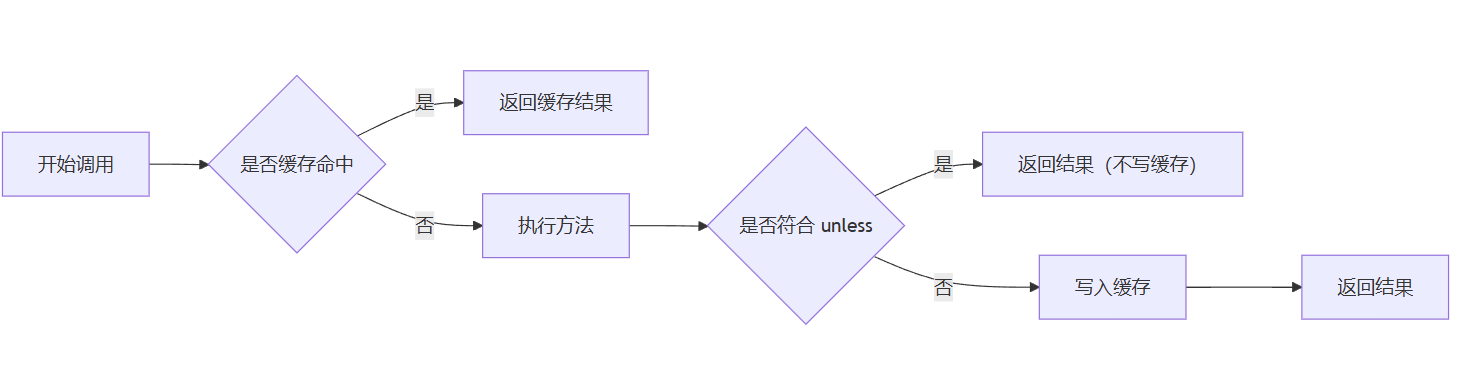 开始调用
是否缓存命中
是
返回缓存结果
否
执行方法
是否符合 unless
是
返回结果（不写缓存）
否
写入缓存
返回结果